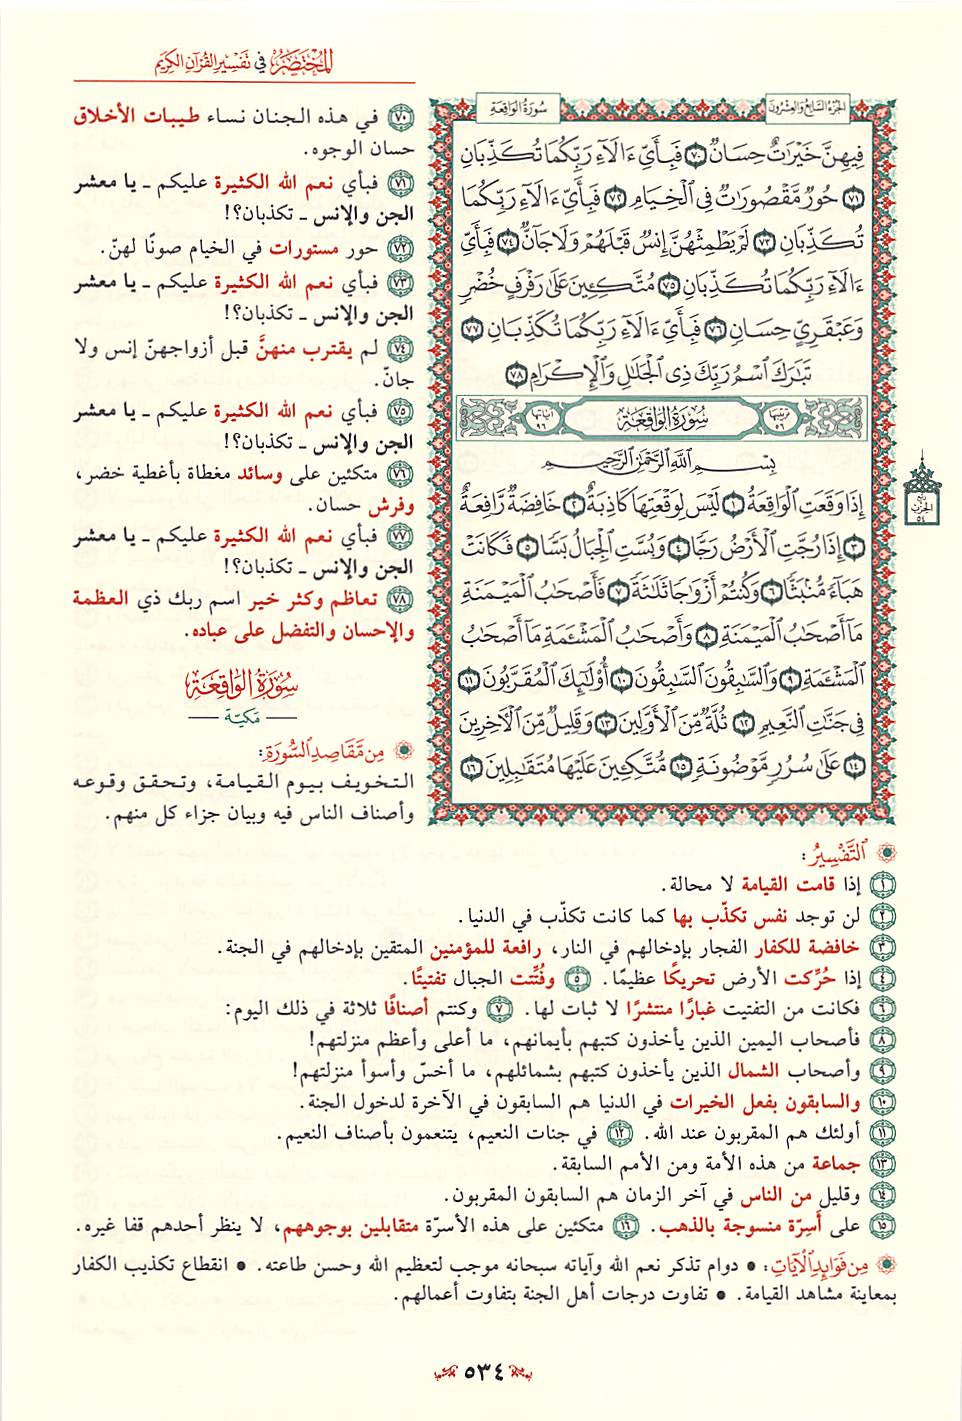 المختصر في تفسير القرآن الكريم
الجزء السابع والعشرون
سورة الواقعة
فِيهِنَّ خَيْرَاتٌ حِسَانٌ ٧٠ فَبِأَيِّ ءَالَآءِ رَبِّكُمَا تُكَذِّبَانِ
٧١ حُورٌ مَّقْصُورَاتٌ فِي ٱلْخِيَامِ ٧٢ فَبِأَيِّ ءَالَآءِ رَبِّكُمَا
تُكَذِّبَانِ ٧٣ لَمْ يَطْمِثْهُنَّ إِنسٌ قَبْلَهُمْ وَلَا جَآنٌّ ٧٤ فَبِأَيِّ
ءَالَآءِ رَبِّكُمَا تُكَذِّبَانِ ٧٥ مُتَّكِـِٔينَ عَلَىٰ رَفْرَفٍ خُضْرٍ
وَعَبْقَرِيٍّ حِسَانٍ ٧٦ فَبِأَيِّ ءَالَآءِ رَبِّكُمَا تُكَذِّبَانِ ٧٧
تَبَٰرَكَ ٱسْمُ رَبِّكَ ذِي ٱلْجَلَٰلِ وَٱلْإِكْرَامِ ٧٨
ترتيبها ٥٦
سورة الواقعة
آياتها ٩٦
بِسْمِ ٱللَّهِ ٱلرَّحْمَٰنِ ٱلرَّحِيمِ
إِذَا وَقَعَتِ ٱلْوَاقِعَةُ ١ لَيْسَ لِوَقْعَتِهَا كَاذِبَةٌ ٢ خَافِضَةٌ رَّافِعَةٌ
٣ إِذَا رُجَّتِ ٱلْأَرْضُ رَجًّا ٤ وَبُسَّتِ ٱلْجِبَالُ بَسًّا ٥ فَكَانَتْ
هَبَآءً مُّنۢبَثًّا ٦ وَكُنتُمْ أَزْوَٰجًا ثَلَٰثَةً ٧ فَأَصْحَٰبُ ٱلْمَيْمَنَةِ
مَآ أَصْحَٰبُ ٱلْمَيْمَنَةِ ٨ وَأَصْحَٰبُ ٱلْمَشْـَٔمَةِ مَآ أَصْحَٰبُ
ٱلْمَشْـَٔمَةِ ٩ وَٱلسَّٰبِقُونَ ٱلسَّٰبِقُونَ ١٠ أُو۟لَٰٓئِكَ ٱلْمُقَرَّبُونَ ١١
فِي جَنَّٰتِ ٱلنَّعِيمِ ١٢ ثُلَّةٌ مِّنَ ٱلْأَوَّلِينَ ١٣ وَقَلِيلٌ مِّنَ ٱلْءَاخِرِينَ
١٤ عَلَىٰ سُرُرٍ مَّوْضُونَةٍ ١٥ مُّتَّكِـِٔينَ عَلَيْهَا مُتَقَٰبِلِينَ ١٦
ربع
الحزب
٥٤
٧٠ في هذه الجنان نساء طيبات الأخلاق
حسان الوجوه.
٧١ فبأي نعم الله الكثيرة عليكم ـ يا معشر
الجن والإنس ـ تكذبان؟!
٧٢ حور مستورات في الخيام صونًا لهنّ.
٧٣ فبأي نعم الله الكثيرة عليكم ـ يا معشر
الجن والإنس ـ تكذبان؟!
٧٤ لم يقترب منهنَّ قبل أزواجهنّ إنس ولا
جانّ.
٧٥ فبأي نعم الله الكثيرة عليكم ـ يا معشر
الجن والإنس ـ تكذبان؟!
٧٦ متكئين على وسائد مغطاة بأغطية خضر،
وفرش حسان.
٧٧ فبأي نعم الله الكثيرة عليكم ـ يا معشر
الجن والإنس ـ تكذبان؟!
٧٨ تعاظم وكثر خير اسم ربك ذي العظمة
والإحسان والتفضل على عباده.
سورة الواقعة
— مكية —
من مقاصد السورة:
التخويف بيوم القيامة، وتحقق وقوعه
وأصناف الناس فيه وبيان جزاء كل منهم.
التفسير:
١ إذا قامت القيامة لا محالة.
٢ لن توجد نفس تكذّب بها كما كانت تكذّب في الدنيا.
٣ خافضة للكفار الفجار بإدخالهم في النار، رافعة للمؤمنين المتقين بإدخالهم في الجنة.
٤ إذا حُرِّكت الأرض تحريكًا عظيمًا. ٥ وفُتِّتت الجبال تفتيتًا.
٦ فكانت من التفتيت غبارًا منتشرًا لا ثبات لها. ٧ وكنتم أصنافًا ثلاثة في ذلك اليوم:
٨ فأصحاب اليمين الذين يأخذون كتبهم بأيمانهم، ما أعلى وأعظم منزلتهم!
٩ وأصحاب الشمال الذين يأخذون كتبهم بشمائلهم، ما أخسّ وأسوأ منزلتهم!
١٠ والسابقون بفعل الخيرات في الدنيا هم السابقون في الآخرة لدخول الجنة.
١١ أولئك هم المقربون عند الله. ١٢ في جنات النعيم، يتنعمون بأصناف النعيم.
١٣ جماعة من هذه الأمة ومن الأمم السابقة.
١٤ وقليل من الناس في آخر الزمان هم السابقون المقربون.
١٥ على أَسِرّة منسوجة بالذهب. ١٦ متكئين على هذه الأسرّة متقابلين بوجوههم، لا ينظر أحدهم قفا غيره.
من فوائد الآيات: • دوام تذكر نعم الله وآياته سبحانه موجب لتعظيم الله وحسن طاعته. • انقطاع تكذيب الكفار
بمعاينة مشاهد القيامة. • تفاوت درجات أهل الجنة بتفاوت أعمالهم.
٥٣٤